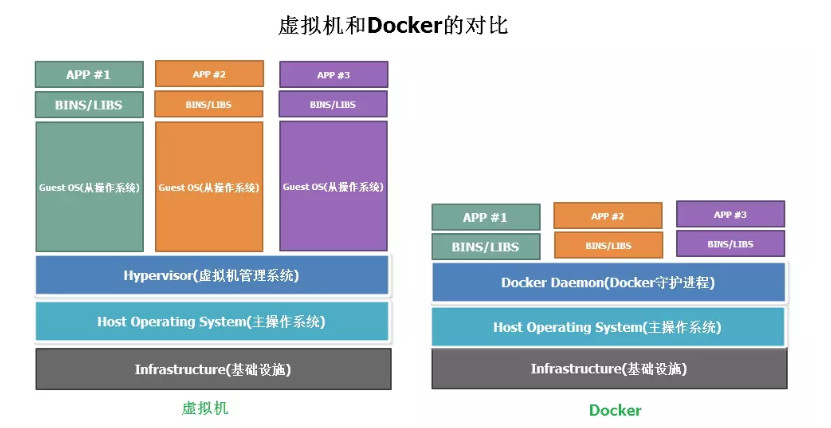 虚拟机和Docker的对比
APP #1
APP #2
APP #3
BINS/LIBS
BINS/LIBS
BINS/LIBS
Guest OS(从操作系统)
Guest OS(从操作系统)
Guest OS(从操作系统)
Hypervisor(虚拟机管理系统)
Host Operating System(主操作系统)
Infrastructure(基础设施)
虚拟机
APP #1
APP #2
APP #3
BINS/LIBS
BINS/LIBS
BINS/LIBS
Docker Daemon(Docker守护进程)
Host Operating System(主操作系统)
Infrastructure(基础设施)
Docker